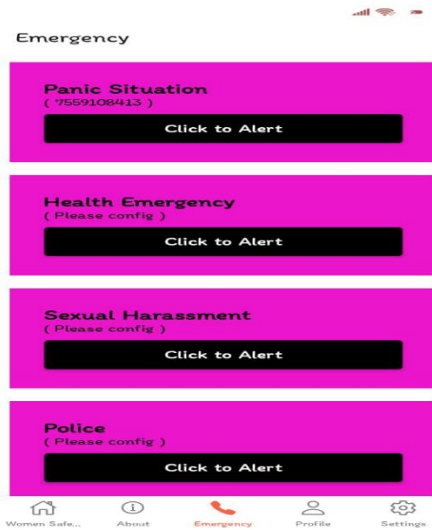 Emergency
Panic Situation
( 7559108413 )
Click to Alert
Health Emergency
( Please config )
Click to Alert
Sexual Harassment
( Please config )
Click to Alert
Police
( Please config )
Click to Alert
Women Safe... About Emergency Profile Settings